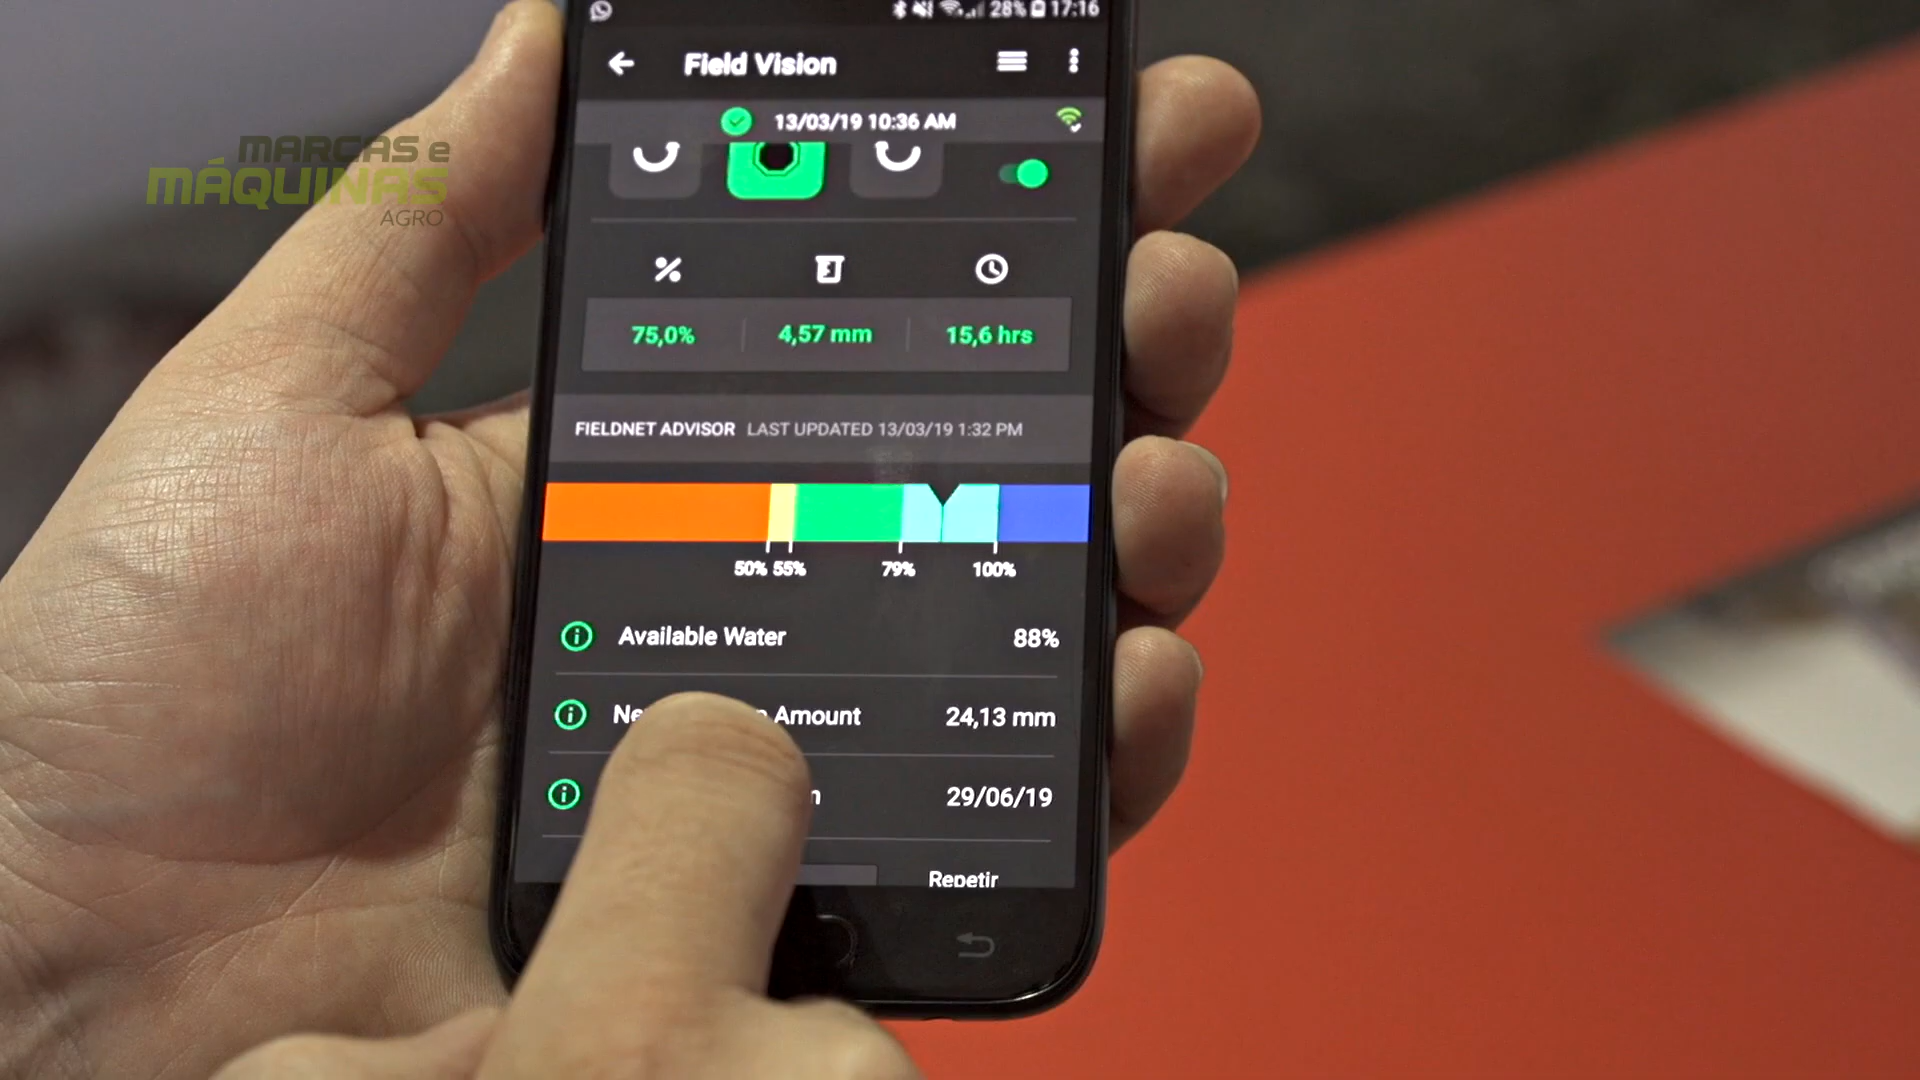 28% 17:16
Field Vision
MARCAS e
MÁQUINAS
AGRO
13/03/19 10:36 AM
%
75,0% 4,57 mm 15,6 hrs
FIELDNET ADVISOR LAST UPDATED 13/03/19 1:32 PM
50% 55% 79% 100%
Available Water 88%
Amount 24,13 mm
29/06/19
Repetir